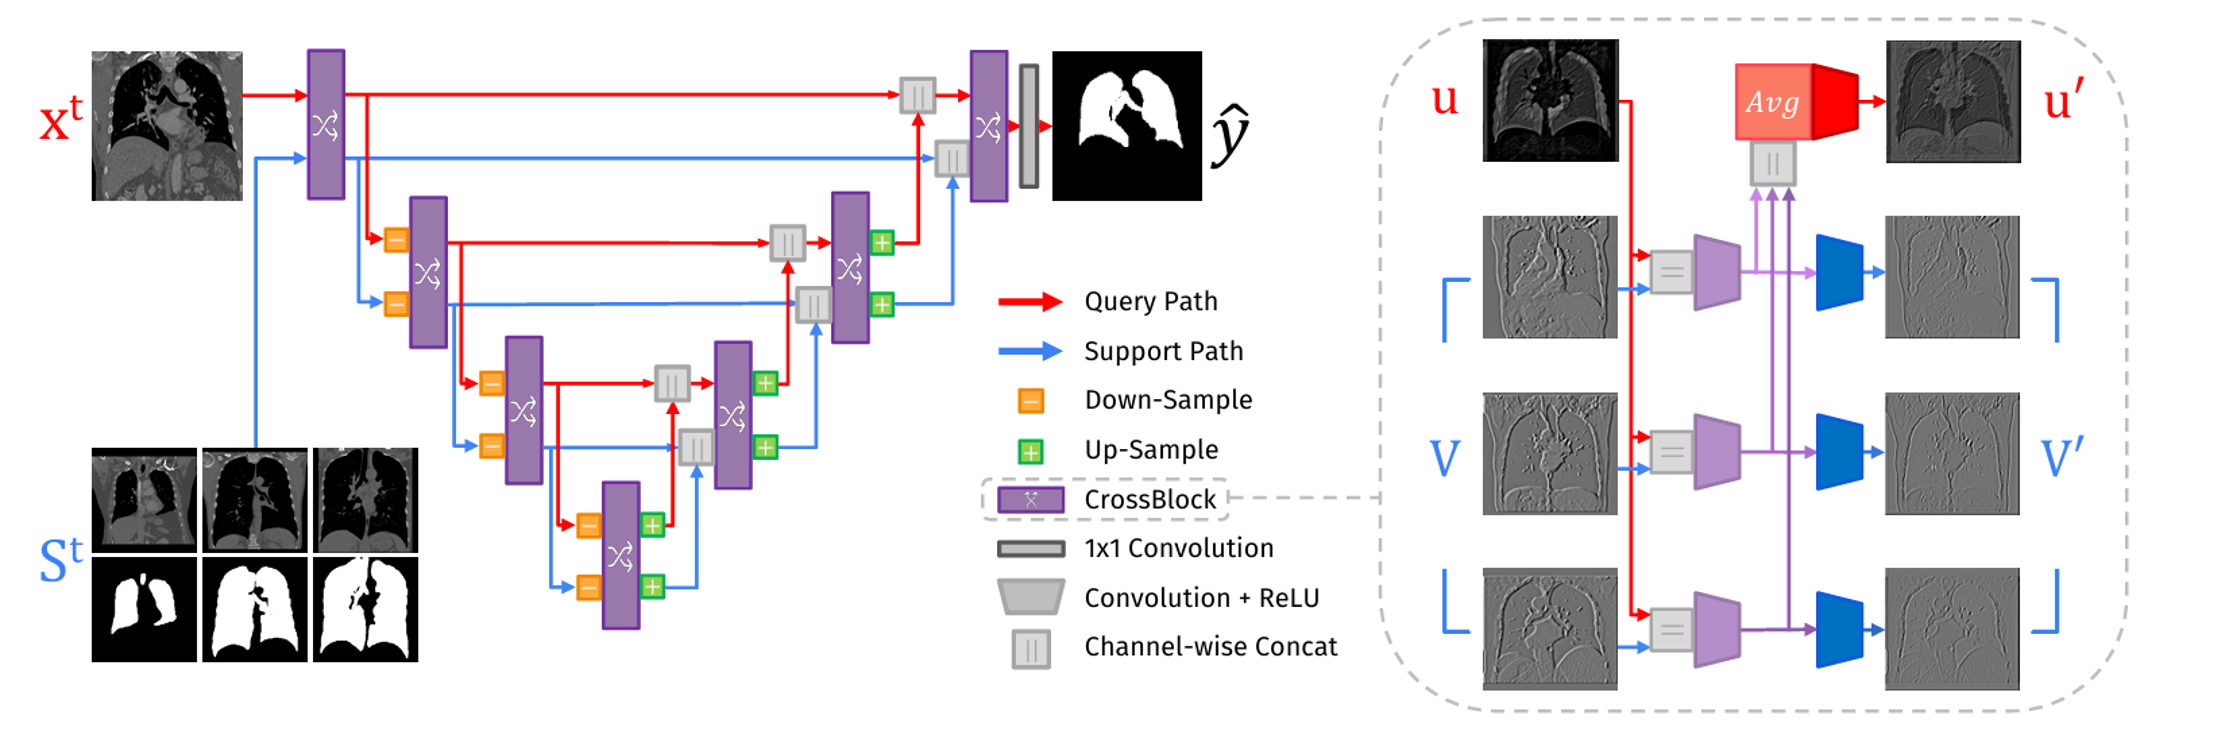 xᵗ
Sᵗ
ŷ
Query Path
Support Path
Down-Sample
Up-Sample
CrossBlock
1x1 Convolution
Convolution + ReLU
Channel-wise Concat
u
Avg
u′
V
V′